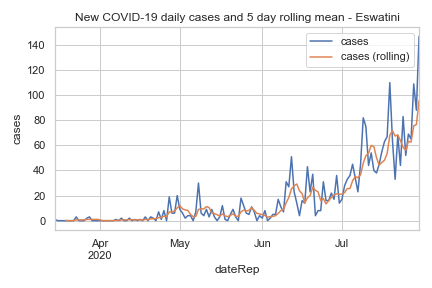 New COVID-19 daily cases and 5 day rolling mean - Eswatini
cases
cases (rolling)
140
120
100
80
60
40
20
0
cases
Apr
2020
May
Jun
Jul
dateRep